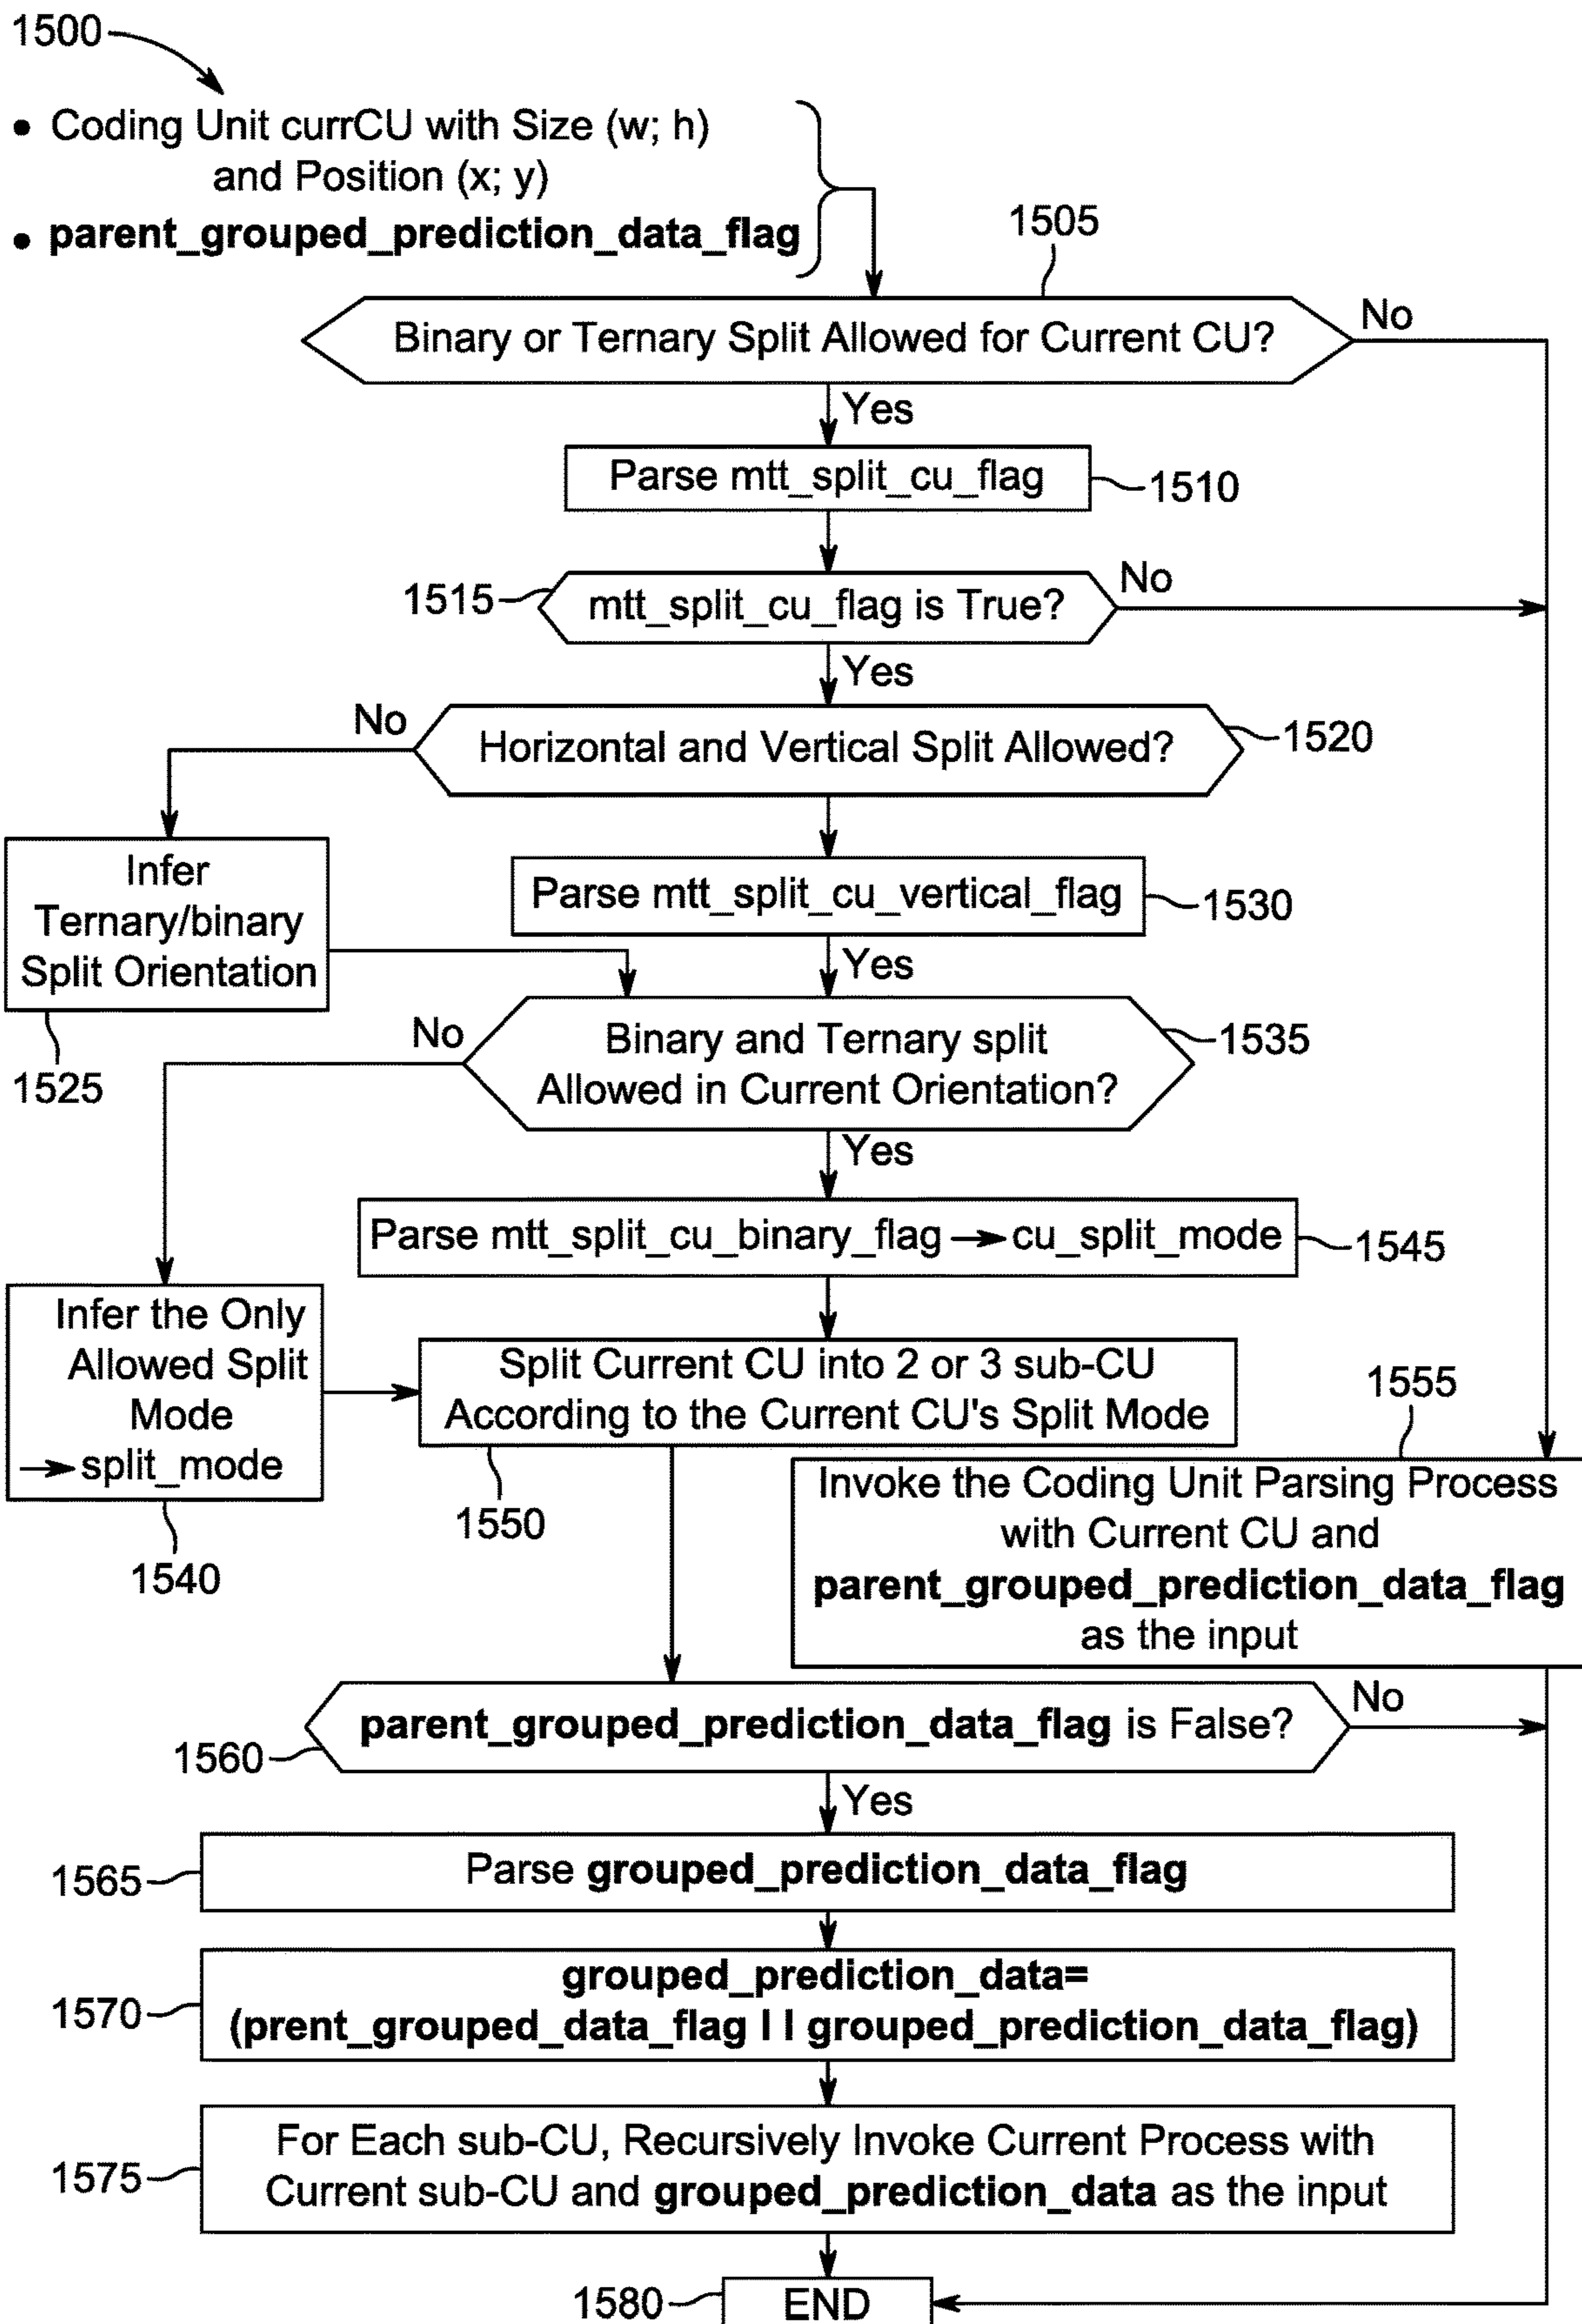 1500
• Coding Unit currCU with Size (w; h)
and Position (x; y)
• parent_grouped_prediction_data_flag
1505
Binary or Ternary Split Allowed for Current CU?
No
Yes
Parse mtt_split_cu_flag
1510
1515
mtt_split_cu_flag is True?
No
Yes
No
Horizontal and Vertical Split Allowed?
1520
Infer
Ternary/binary
Split Orientation
1525
Parse mtt_split_cu_vertical_flag
1530
Yes
No
Binary and Ternary split
Allowed in Current Orientation?
1535
Yes
Parse mtt_split_cu_binary_flag → cu_split_mode
1545
Infer the Only
Allowed Split
Mode
→ split_mode
1540
Split Current CU into 2 or 3 sub-CU
According to the Current CU's Split Mode
1550
1555
Invoke the Coding Unit Parsing Process
with Current CU and
parent_grouped_prediction_data_flag
as the input
parent_grouped_prediction_data_flag is False?
No
1560
Yes
1565
Parse grouped_prediction_data_flag
1570
grouped_prediction_data=
(prent_grouped_data_flag I I grouped_prediction_data_flag)
1575
For Each sub-CU, Recursively Invoke Current Process with
Current sub-CU and grouped_prediction_data as the input
1580
END